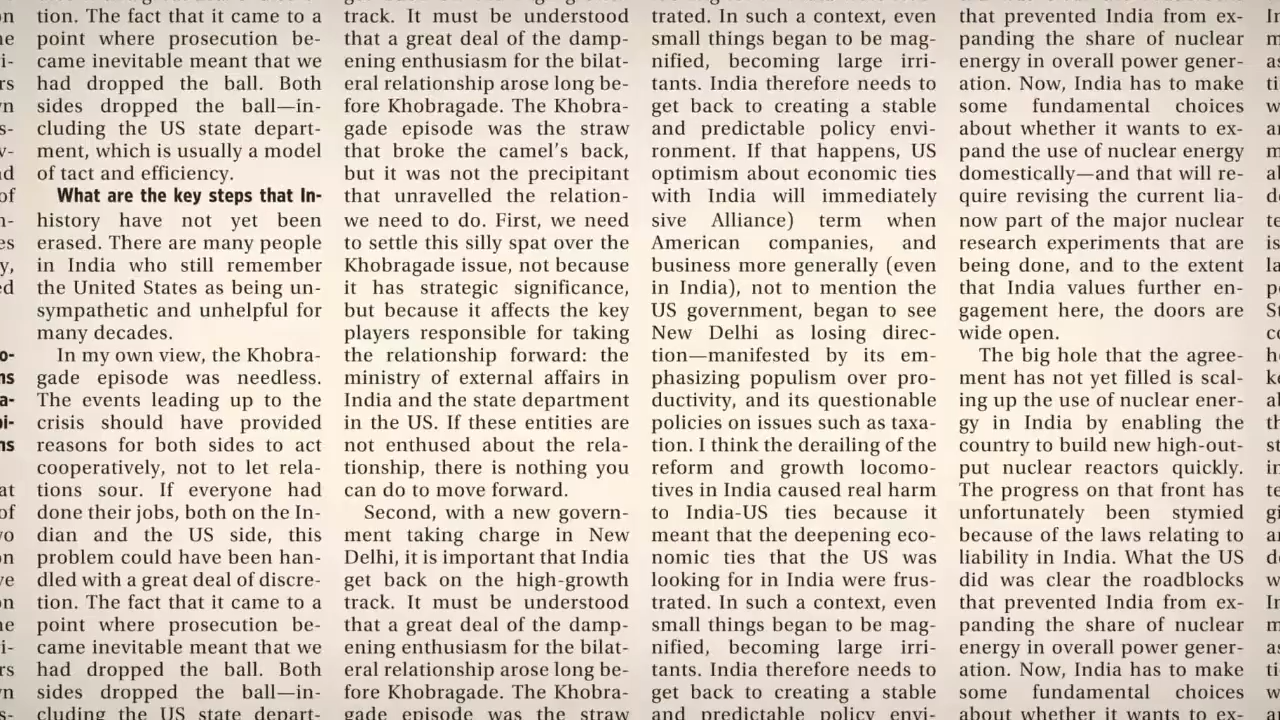 tion. The fact that it came to a
point where prosecution be-
came inevitable meant that we
had dropped the ball. Both
sides dropped the ball—in-
cluding the US state depart-
ment, which is usually a model
of tact and efficiency.
What are the key steps that In-
history have not yet been
erased. There are many people
in India who still remember
the United States as being un-
sympathetic and unhelpful for
many decades.
In my own view, the Khobra-
gade episode was needless.
The events leading up to the
crisis should have provided
reasons for both sides to act
cooperatively, not to let rela-
tions sour. If everyone had
done their jobs, both on the In-
dian and the US side, this
problem could have been han-
dled with a great deal of discre-
tion. The fact that it came to a
point where prosecution be-
came inevitable meant that we
had dropped the ball. Both
sides dropped the ball—in-
cluding the US state depart-
track. It must be understood
that a great deal of the damp-
ening enthusiasm for the bilat-
eral relationship arose long be-
fore Khobragade. The Khobra-
gade episode was the straw
that broke the camel's back,
but it was not the precipitant
that unravelled the relation-
we need to do. First, we need
to settle this silly spat over the
Khobragade issue, not because
it has strategic significance,
but because it affects the key
players responsible for taking
the relationship forward: the
ministry of external affairs in
India and the state department
in the US. If these entities are
not enthused about the rela-
tionship, there is nothing you
can do to move forward.
Second, with a new govern-
ment taking charge in New
Delhi, it is important that India
get back on the high-growth
track. It must be understood
that a great deal of the damp-
ening enthusiasm for the bilat-
eral relationship arose long be-
fore Khobragade. The Khobra-
gade episode was the straw
trated. In such a context, even
small things began to be mag-
nified, becoming large irri-
tants. India therefore needs to
get back to creating a stable
and predictable policy envi-
ronment. If that happens, US
optimism about economic ties
with India will immediately
sive Alliance) term when
American companies, and
business more generally (even
in India), not to mention the
US government, began to see
New Delhi as losing direc-
tion—manifested by its em-
phasizing populism over pro-
ductivity, and its questionable
policies on issues such as taxa-
tion. I think the derailing of the
reform and growth locomo-
tives in India caused real harm
to India-US ties because it
meant that the deepening eco-
nomic ties that the US was
looking for in India were frus-
trated. In such a context, even
small things began to be mag-
nified, becoming large irri-
tants. India therefore needs to
get back to creating a stable
and predictable policy envi-
that prevented India from ex-
panding the share of nuclear
energy in overall power gener-
ation. Now, India has to make
some fundamental choices
about whether it wants to ex-
pand the use of nuclear energy
domestically—and that will re-
quire revising the current lia-
now part of the major nuclear
research experiments that are
being done, and to the extent
that India values further en-
gagement here, the doors are
wide open.
The big hole that the agree-
ment has not yet filled is scal-
ing up the use of nuclear ener-
gy in India by enabling the
country to build new high-out-
put nuclear reactors quickly.
The progress on that front has
unfortunately been stymied
because of the laws relating to
liability in India. What the US
did was clear the roadblocks
that prevented India from ex-
panding the share of nuclear
energy in overall power gener-
ation. Now, India has to make
some fundamental choices
about whether it wants to ex-